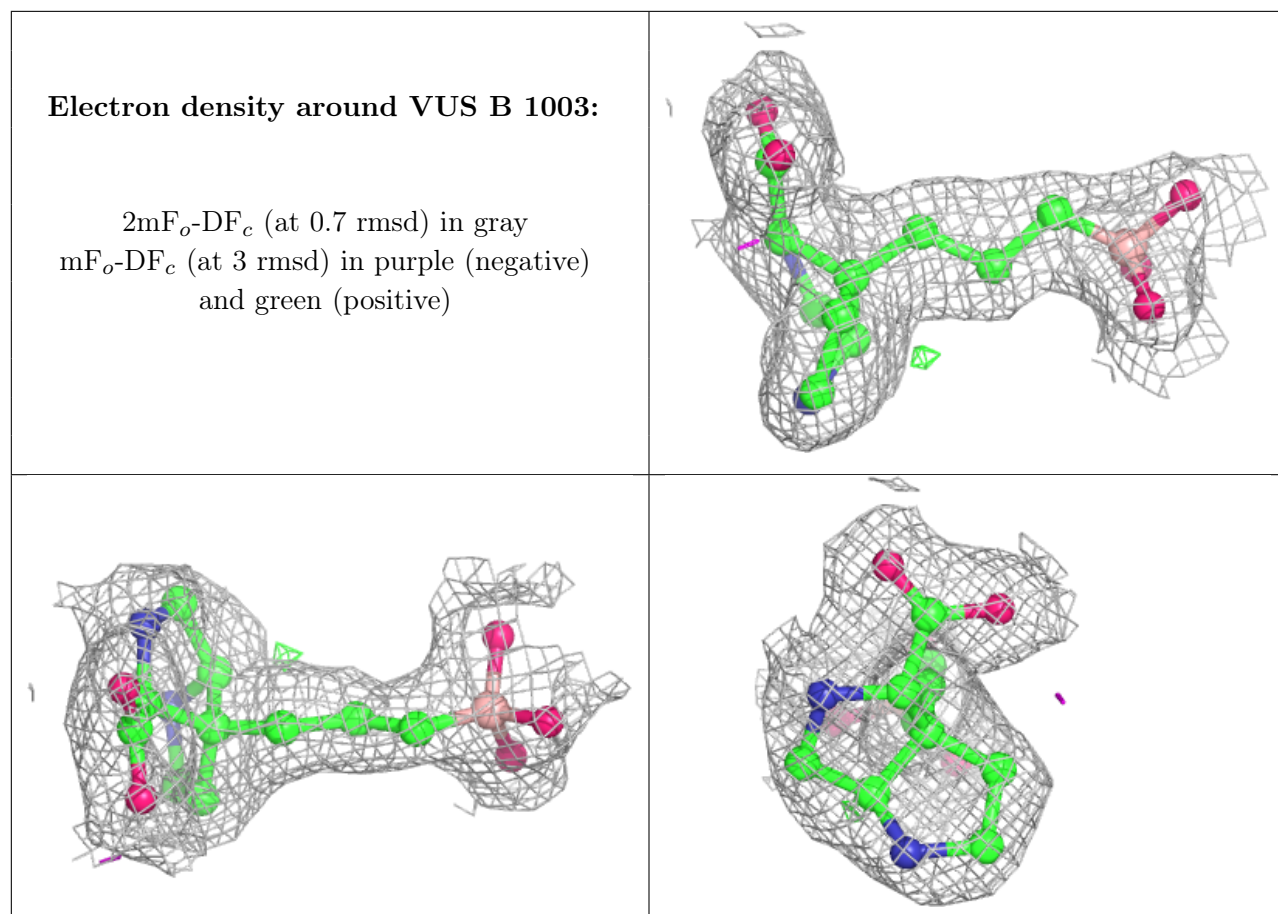 Electron density around VUS B 1003:
2mFo-DFc (at 0.7 rmsd) in gray
mFo-DFc (at 3 rmsd) in purple (negative)
and green (positive)